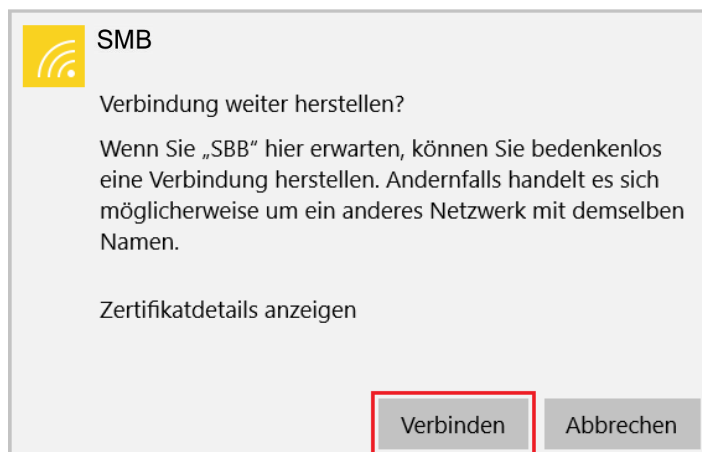 SMB
Verbindung weiter herstellen?
Wenn Sie „SBB“ hier erwarten, können Sie bedenkenlos
eine Verbindung herstellen. Andernfalls handelt es sich
möglicherweise um ein anderes Netzwerk mit demselben
Namen.
Zertifikatdetails anzeigen
Verbinden Abbrechen